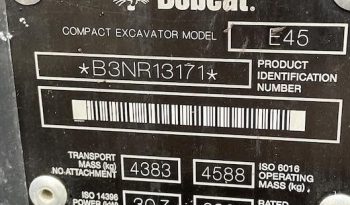 Bobcat.
COMPACT EXCAVATOR MODEL E45
*B3NR13171*
PRODUCT IDENTIFICATION NUMBER
TRANSPORT MASS (kg) NO-ATTACHMENT 4383 4588 ISO 6016 OPERATING MASS (kg)
ISO 14396 POWER RATED